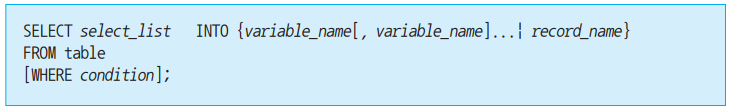 SELECT select_list INTO {variable_name[, variable_name]...¦ record_name}
FROM table
[WHERE condition];